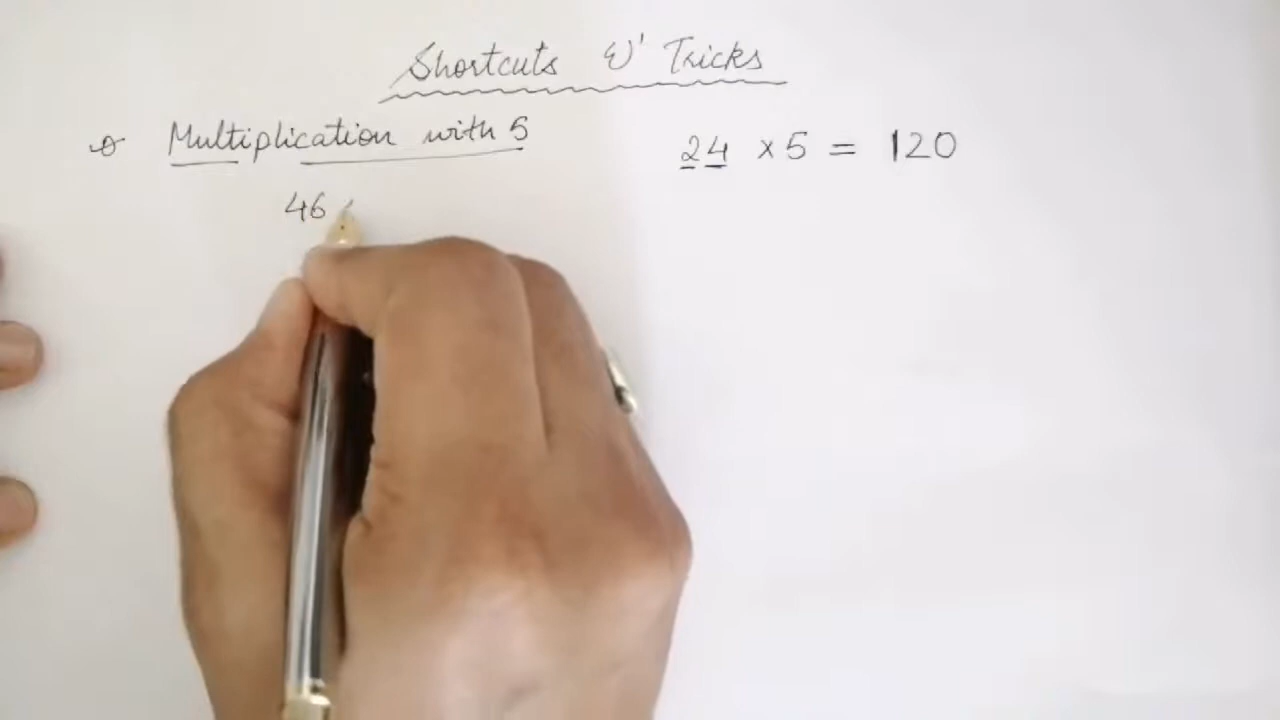 Shortcuts & Tricks
Multiplication with 5
24 × 5 = 120
46